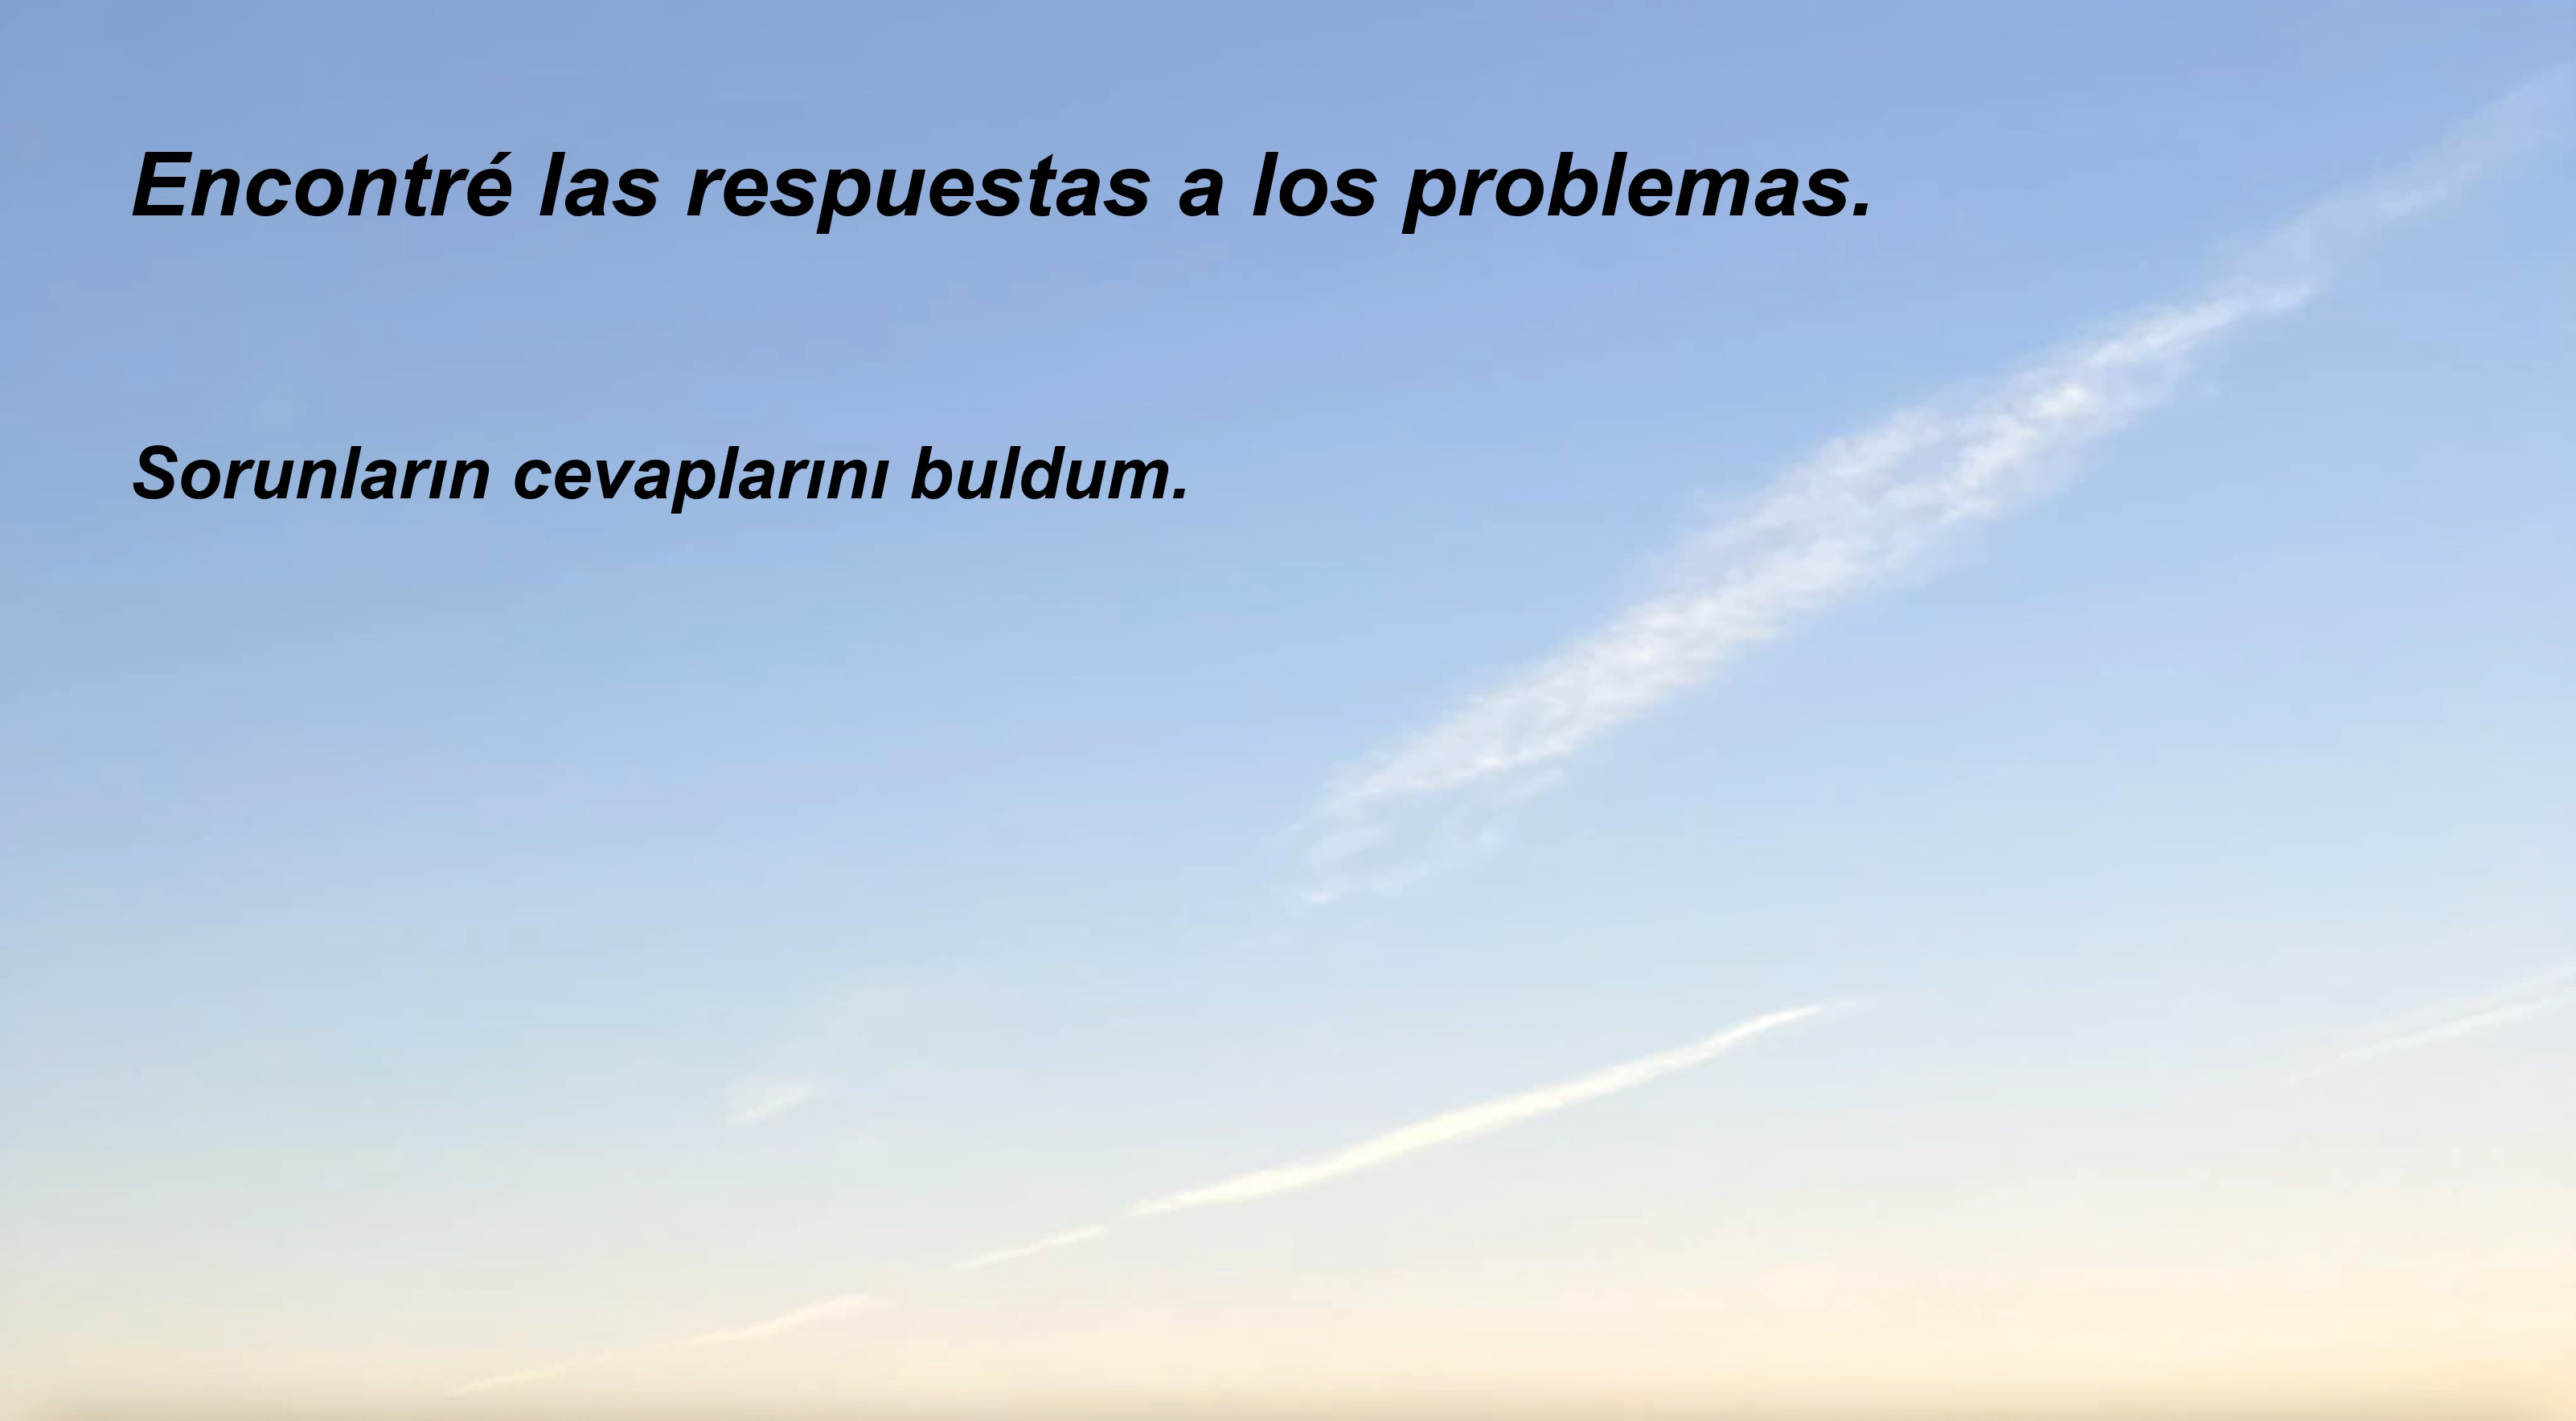 Encontré las respuestas a los problemas.
Sorunların cevaplarını buldum.